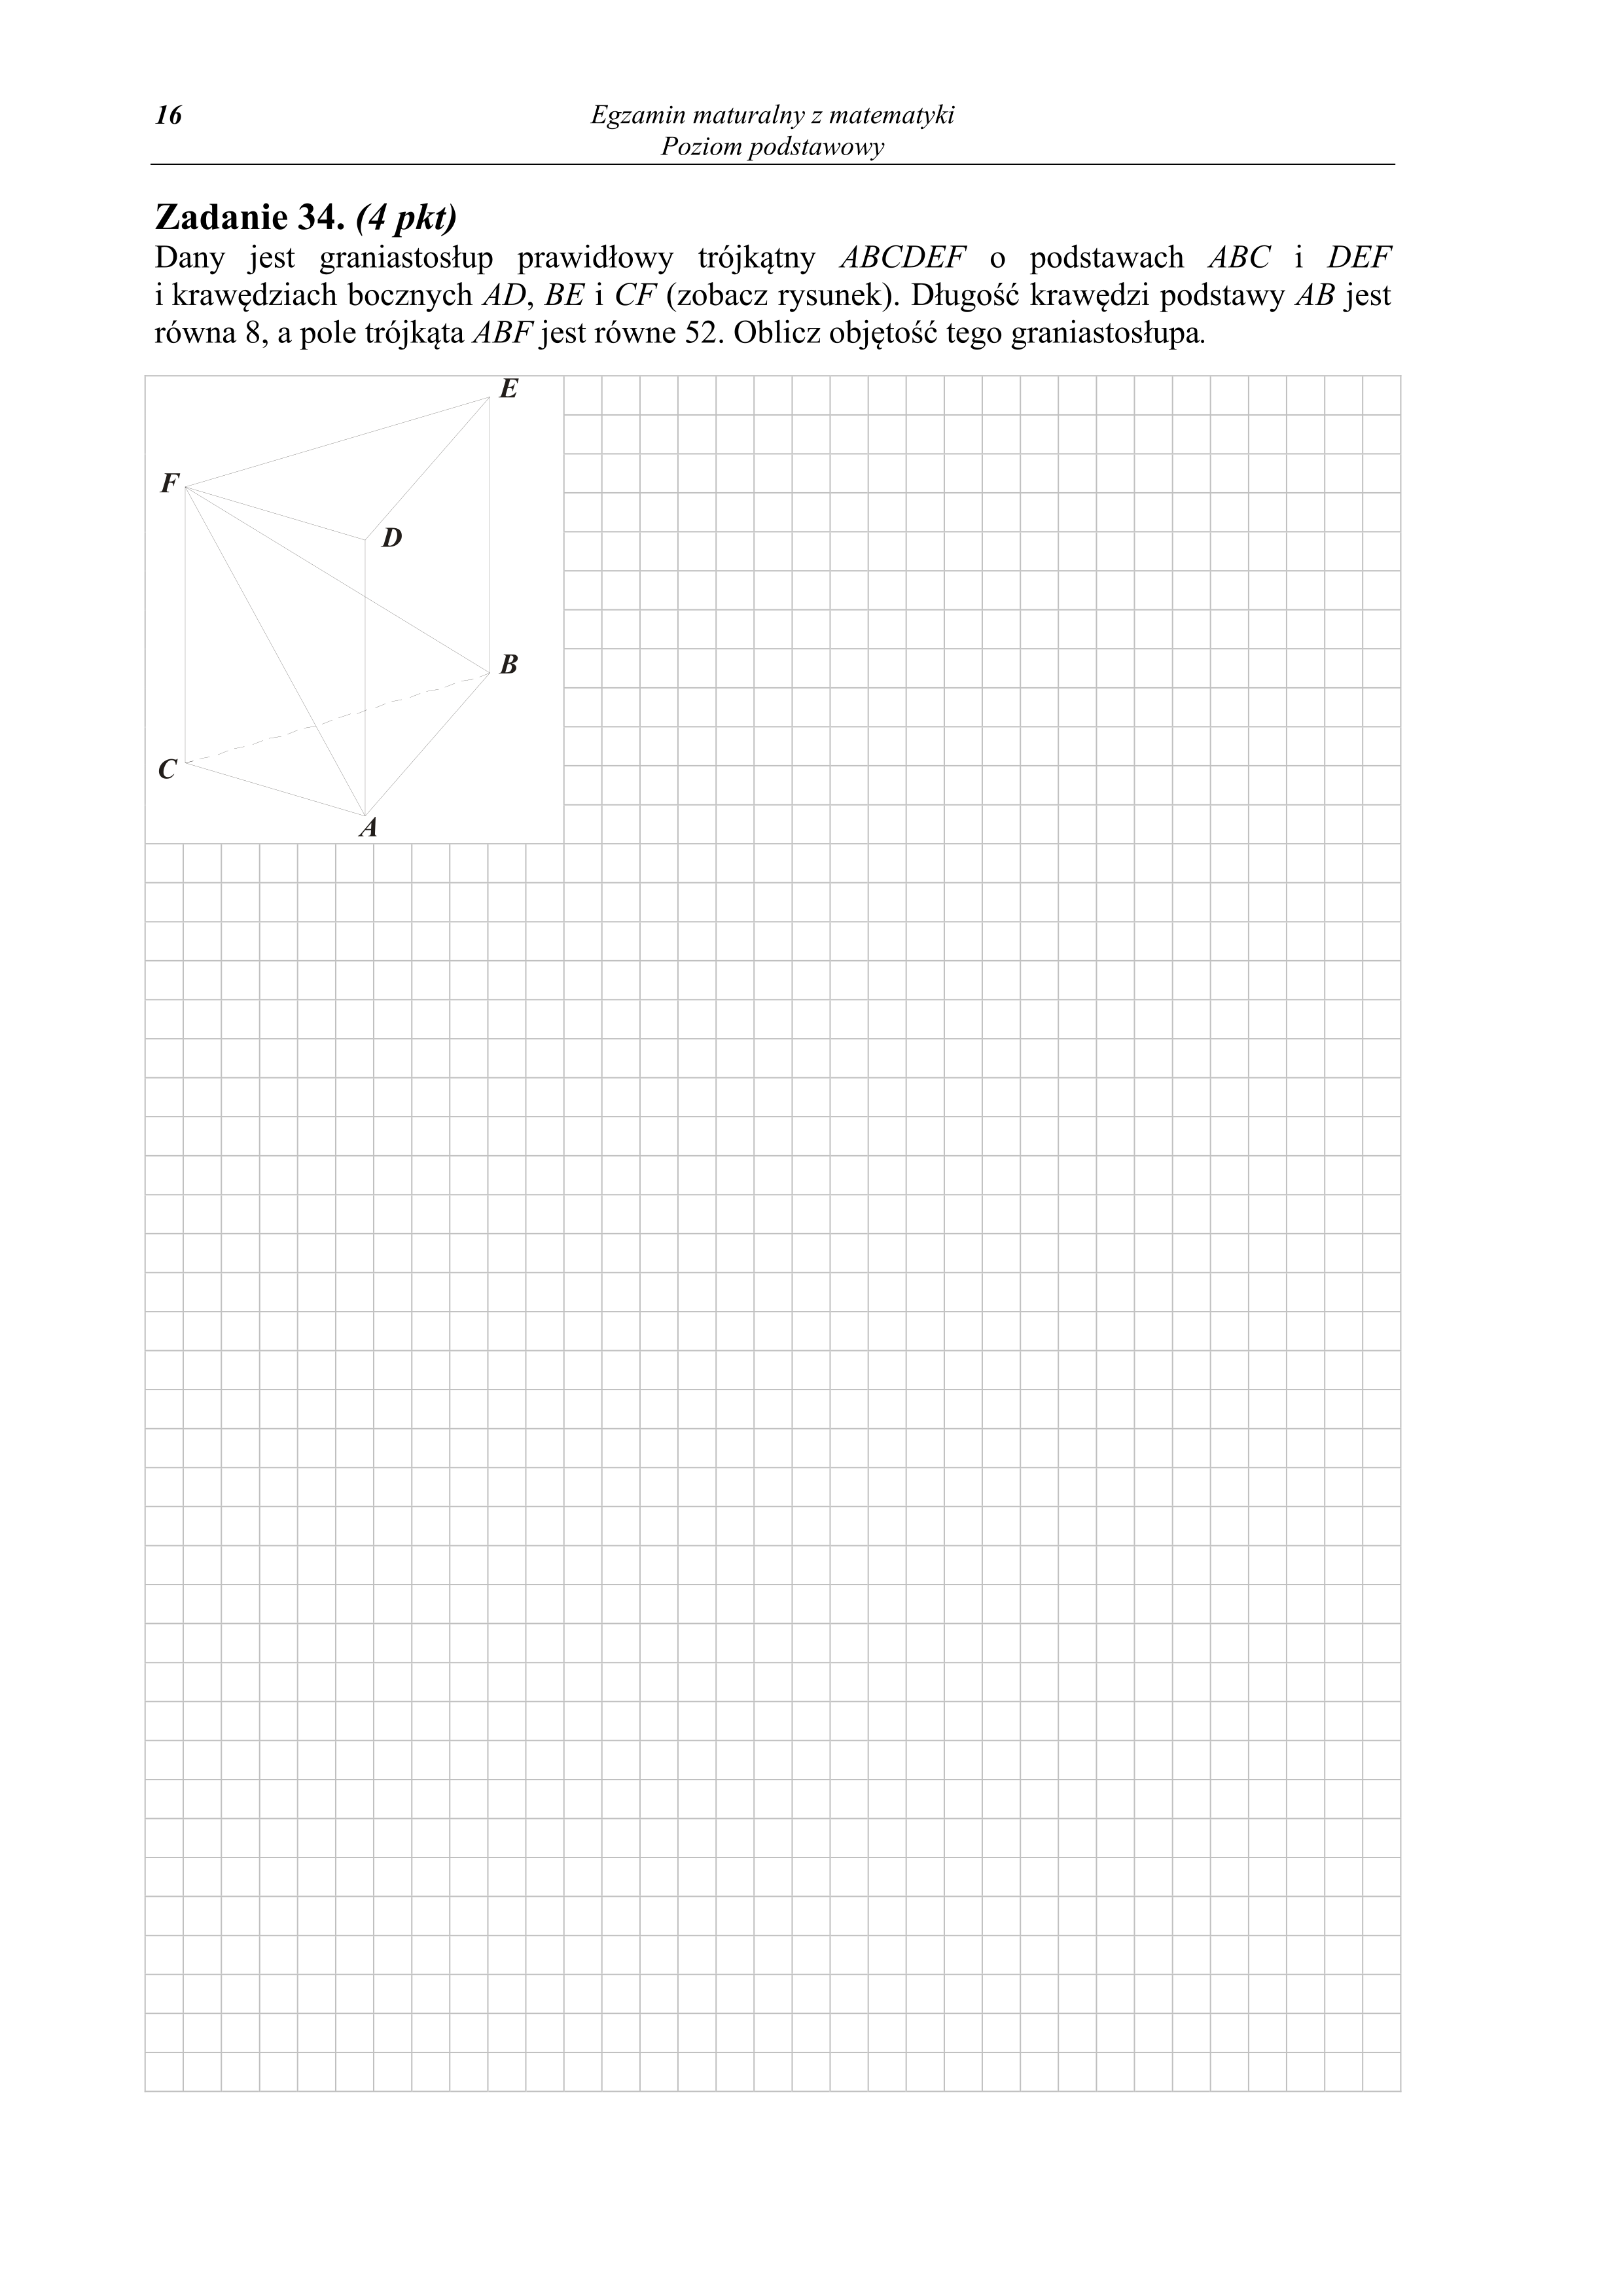 16
Egzamin maturalny z matematyki
Poziom podstawowy
Zadanie 34. (4 pkt)
Dany jest graniastosłup prawidłowy trójkątny ABCDEF o podstawach ABC i DEF
i krawędziach bocznych AD, BE i CF (zobacz rysunek). Długość krawędzi podstawy AB jest
równa 8, a pole trójkąta ABF jest równe 52. Oblicz objętość tego graniastosłupa.
E
F
D
B
C
A